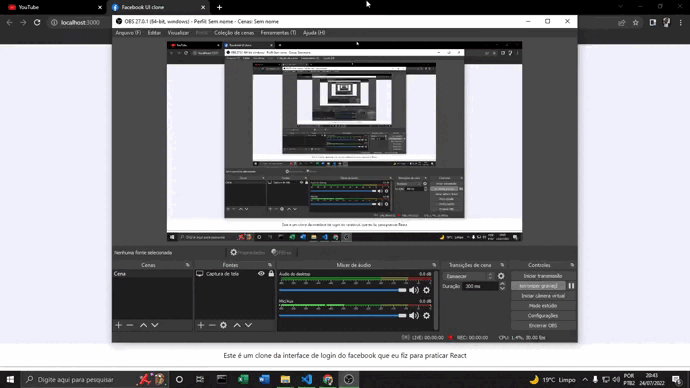 YouTube
Facebook UI clone
localhost:3000
OBS 27.0.1 (64-bit, windows) - Perfil: Sem nome - Cenas: Sem nome
Arquivo (F) Editar Visualizar Painéis Coleção de cenas Ferramentas (T) Ajuda (H)
Nenhuma fonte selecionada
Propriedades
Filtros
Cenas
Fontes
Mixer de áudio
Transições de cena
Controles
Cena
Captura de tela
Áudio do desktop
0.0 dB
Mic/Aux
0.0 dB
Esmaecer
Duração 300 ms
Iniciar transmissão
Iniciar câmera virtual
Modo estúdio
Configurações
Encerrar OBS
LIVE: 00:00:00
REC: 00:00:00
CPU: 1.4%, 30.00 fps
Este é um clone da interface de login do facebook que eu fiz para praticar React
Digite aqui para pesquisar
19°C Limpo
POR
PTB2
20:43
24/07/2022